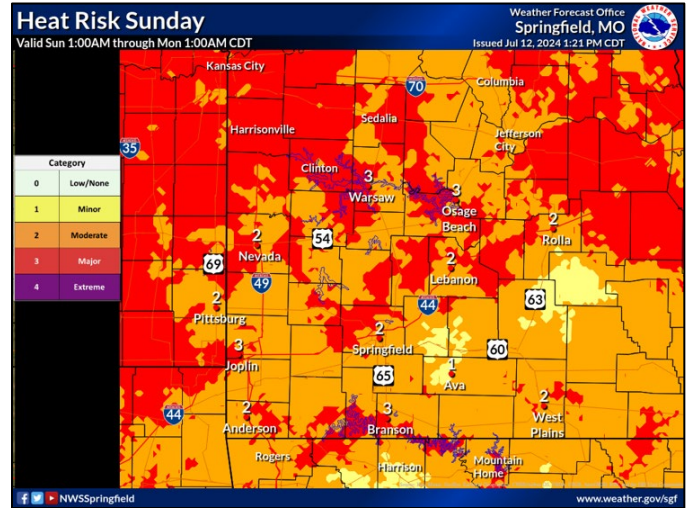 Heat Risk Sunday
Valid Sun 1:00AM through Mon 1:00AM CDT
Weather Forecast Office
Springfield, MO
Issued Jul 12, 2024 1:21 PM CDT
NATIONAL WEATHER SERVICE
Kansas City
70
Columbia
Sedalia
Harrisonville
Jefferson
City
35
Category
0 Low/None
1 Minor
2 Moderate
3 Major
4 Extreme
Clinton
3
Warsaw
3
Osage
Beach
2
Rolla
2
Nevada
54
2
Lebanon
69
49
63
2
Pittsburg
44
2
Springfield
60
3
Joplin
65
1
Ava
44
2
Anderson
3
Branson
2
West
Plains
Rogers
Harrison
Mountain
Home
NWSSpringfield
www.weather.gov/sgf